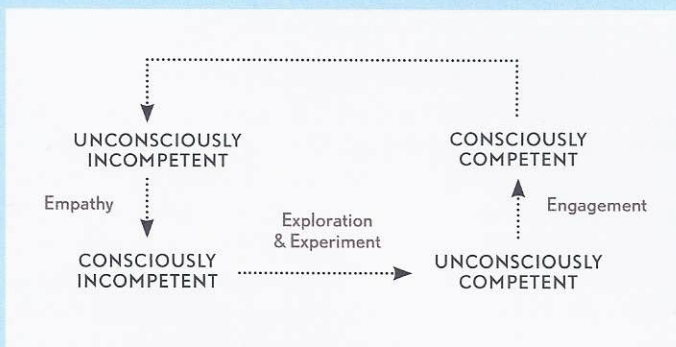 UNCONSCIOUSLY
INCOMPETENT
CONSCIOUSLY
COMPETENT
Empathy
Engagement
Exploration
& Experiment
CONSCIOUSLY
INCOMPETENT
UNCONSCIOUSLY
COMPETENT